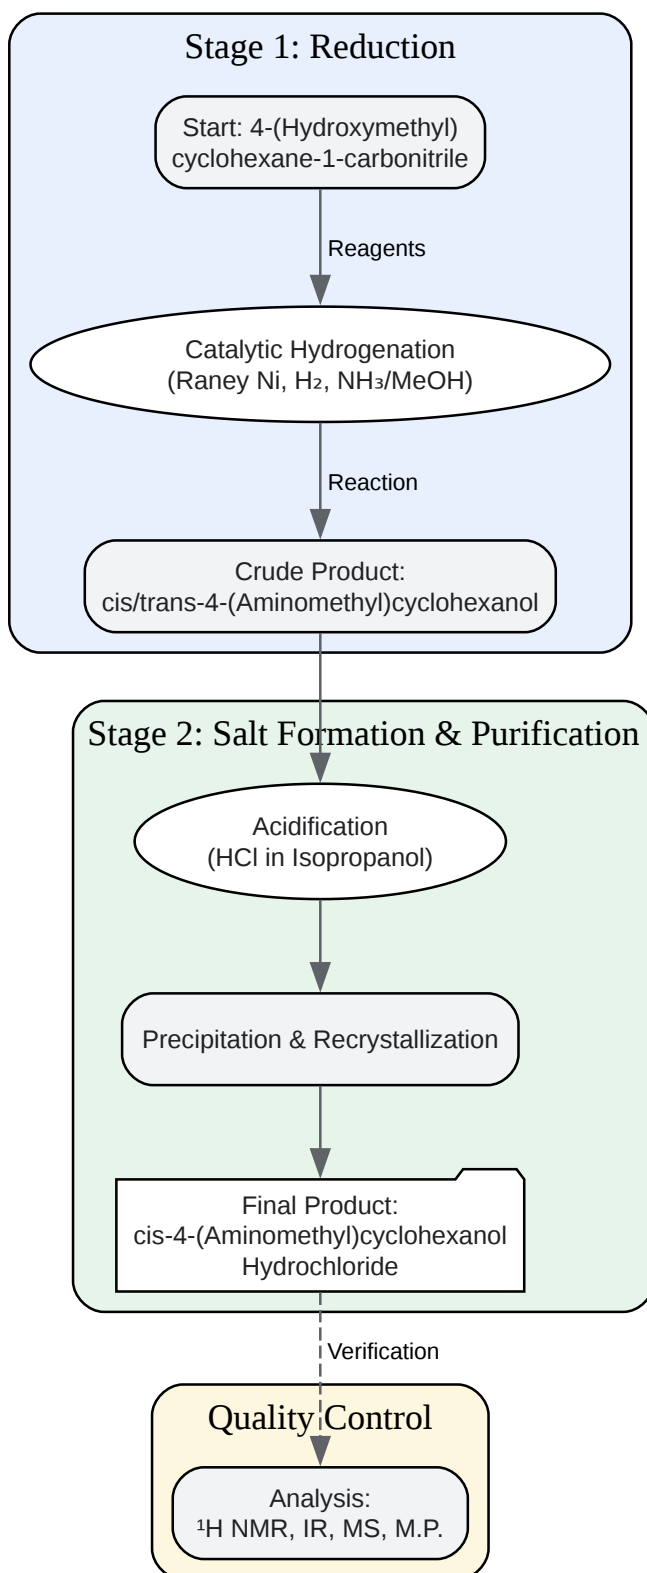 Stage 1: Reduction
Start: 4-(Hydroxymethyl)
cyclohexane-1-carbonitrile
Reagents
Catalytic Hydrogenation
(Raney Ni, H₂, NH₃/MeOH)
Reaction
Crude Product:
cis/trans-4-(Aminomethyl)cyclohexanol
Stage 2: Salt Formation & Purification
Acidification
(HCl in Isopropanol)
Precipitation & Recrystallization
Final Product:
cis-4-(Aminomethyl)cyclohexanol
Hydrochloride
Verification
Quality Control
Analysis:
¹H NMR, IR, MS, M.P.